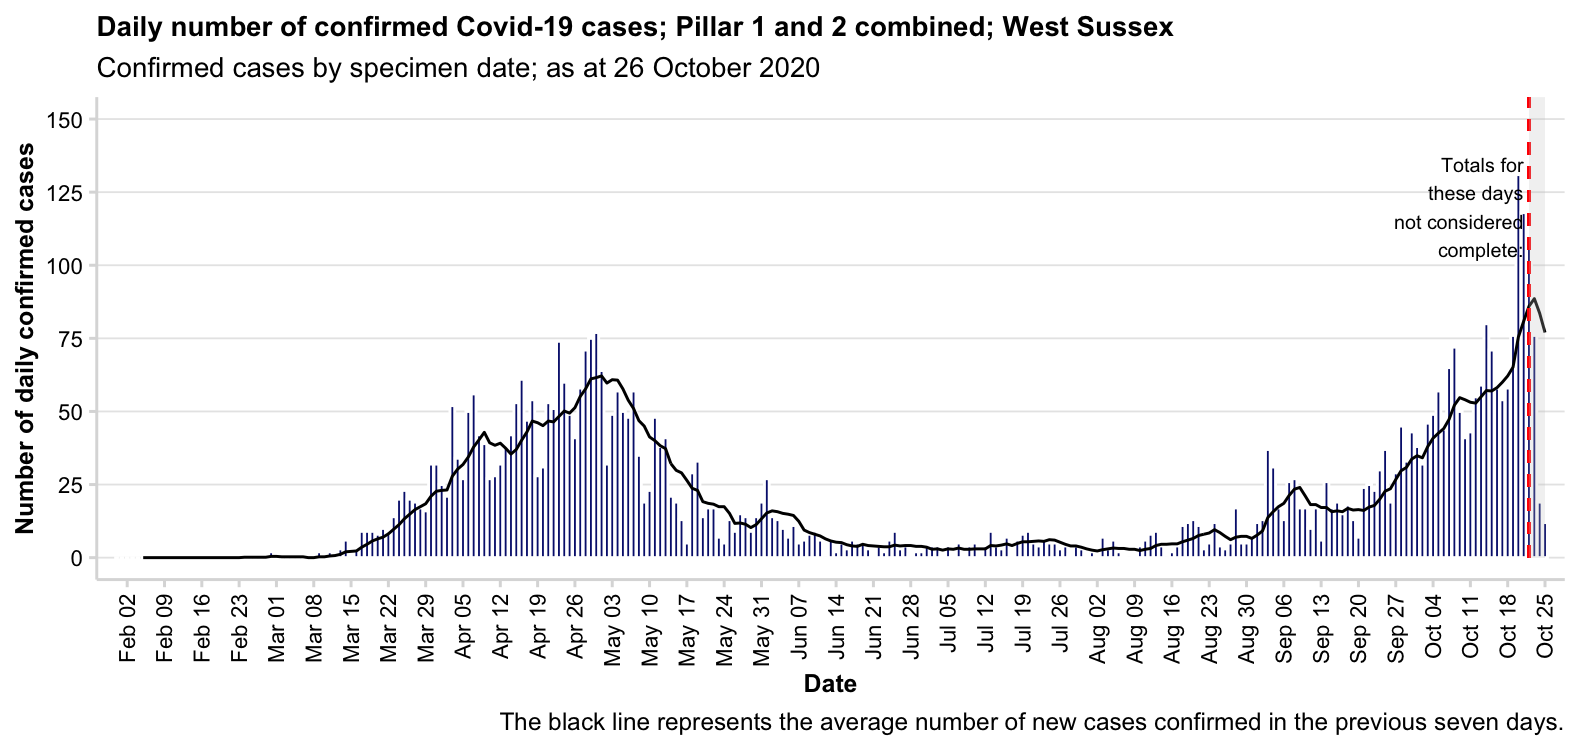 Daily number of confirmed Covid-19 cases; Pillar 1 and 2 combined; West Sussex
Confirmed cases by specimen date; as at 26 October 2020
Number of daily confirmed cases
150
125
100
75
50
25
0
Totals for
these days
not considered
complete:
Feb 02
Feb 09
Feb 16
Feb 23
Mar 01
Mar 08
Mar 15
Mar 22
Mar 29
Apr 05
Apr 12
Apr 19
Apr 26
May 03
May 10
May 17
May 24
May 31
Jun 07
Jun 14
Jun 21
Jun 28
Jul 05
Jul 12
Jul 19
Jul 26
Aug 02
Aug 09
Aug 16
Aug 23
Aug 30
Sep 06
Sep 13
Sep 20
Sep 27
Oct 04
Oct 11
Oct 18
Oct 25
Date
The black line represents the average number of new cases confirmed in the previous seven days.